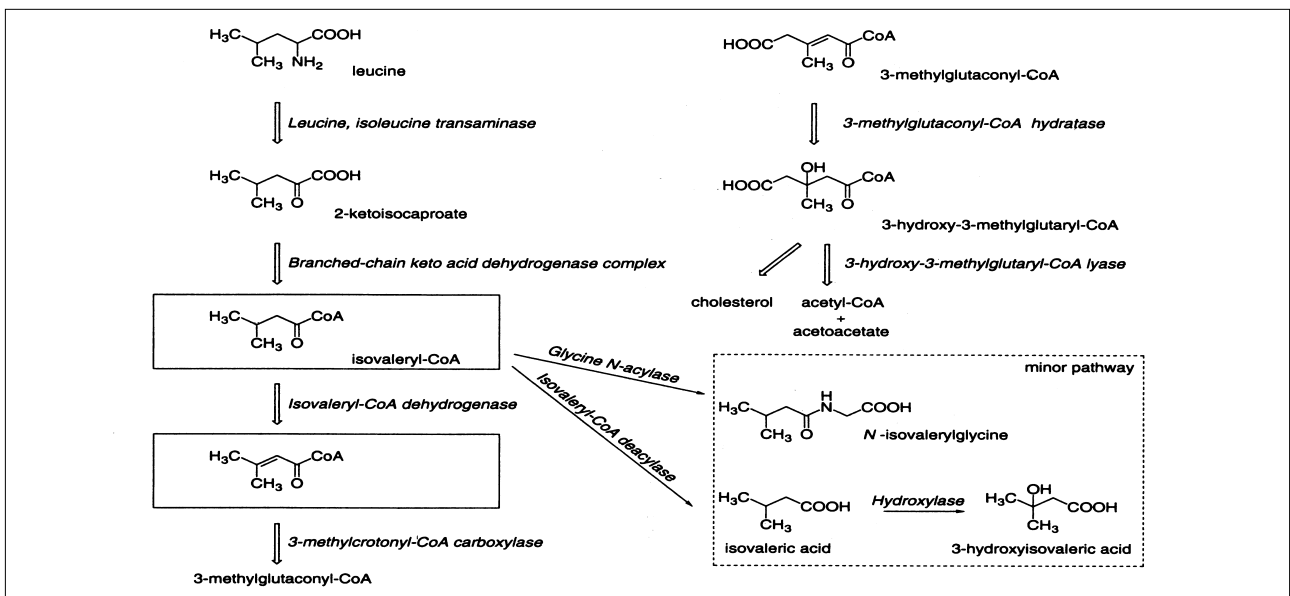 H₃C COOH
CH₃ NH₂
leucine
Leucine, isoleucine transaminase
H₃C COOH
CH₃ O
2-ketoisocaproate
Branched-chain keto acid dehydrogenase complex
H₃C CoA
CH₃ O
isovaleryl-CoA
Isovaleryl-CoA dehydrogenase
H₃C CoA
CH₃ O
3-methylcrotonyl-CoA carboxylase
3-methylglutaconyl-CoA
HOOC CoA
CH₃ O
3-methylglutaconyl-CoA
3-methylglutaconyl-CoA hydratase
OH
HOOC CoA
CH₃ O
3-hydroxy-3-methylglutaryl-CoA
3-hydroxy-3-methylglutaryl-CoA lyase
cholesterol acetyl-CoA
+
acetoacetate
Glycine N-acylase
Isovaleryl-CoA deacylase
minor pathway
H
H₃C N COOH
CH₃ O
N -isovalerylglycine
H₃C COOH
CH₃
isovaleric acid
Hydroxylase
OH
H₃C COOH
CH₃
3-hydroxyisovaleric acid